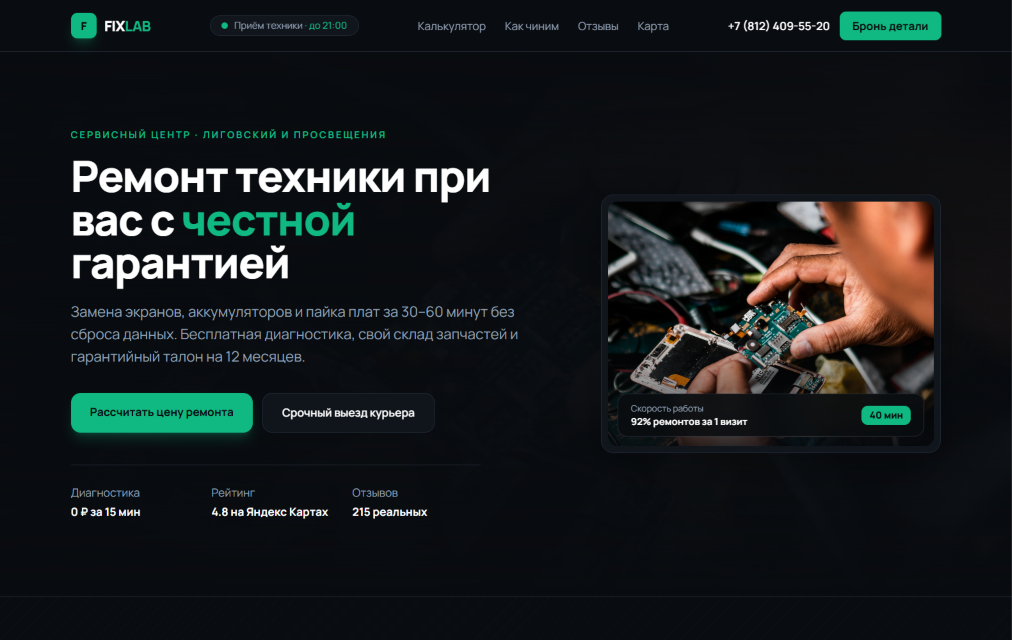 F FIXLAB
Приём техники · до 21:00
Калькулятор Как чиним Отзывы Карта
+7 (812) 409-55-20
Бронь детали
СЕРВИСНЫЙ ЦЕНТР · ЛИГОВСКИЙ И ПРОСВЕЩЕНИЯ
Ремонт техники при
вас с честной
гарантией
Замена экранов, аккумуляторов и пайка плат за 30–60 минут без
сброса данных. Бесплатная диагностика, свой склад запчастей и
гарантийный талон на 12 месяцев.
Рассчитать цену ремонта
Срочный выезд курьера
Диагностика
0 ₽ за 15 мин
Рейтинг
4.8 на Яндекс Картах
Отзывов
215 реальных
Скорость работы
92% ремонтов за 1 визит
40 мин